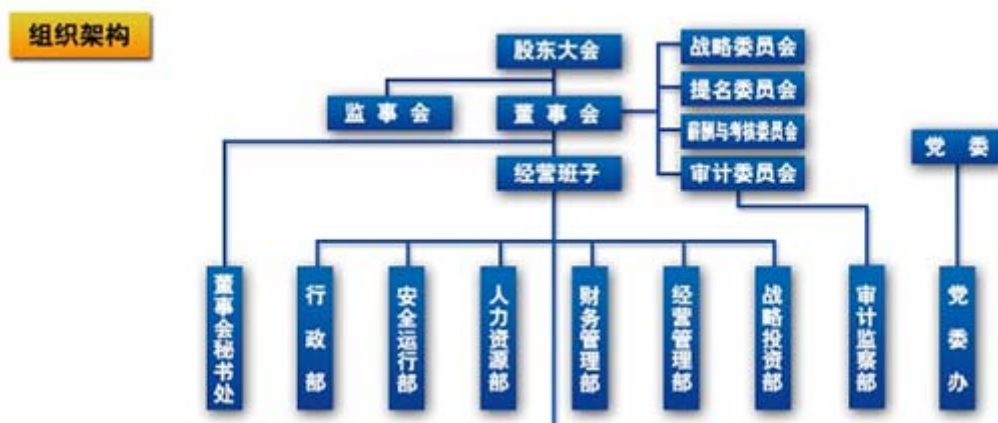 组织架构
股东大会
战略委员会
提名委员会
监事会
董事会
薪酬与考核委员会
党委
经营班子
审计委员会
董事会秘书处
行政部
安全运行部
人力资源部
财务管理部
经营管理部
战略投资部
审计监察部
党委办